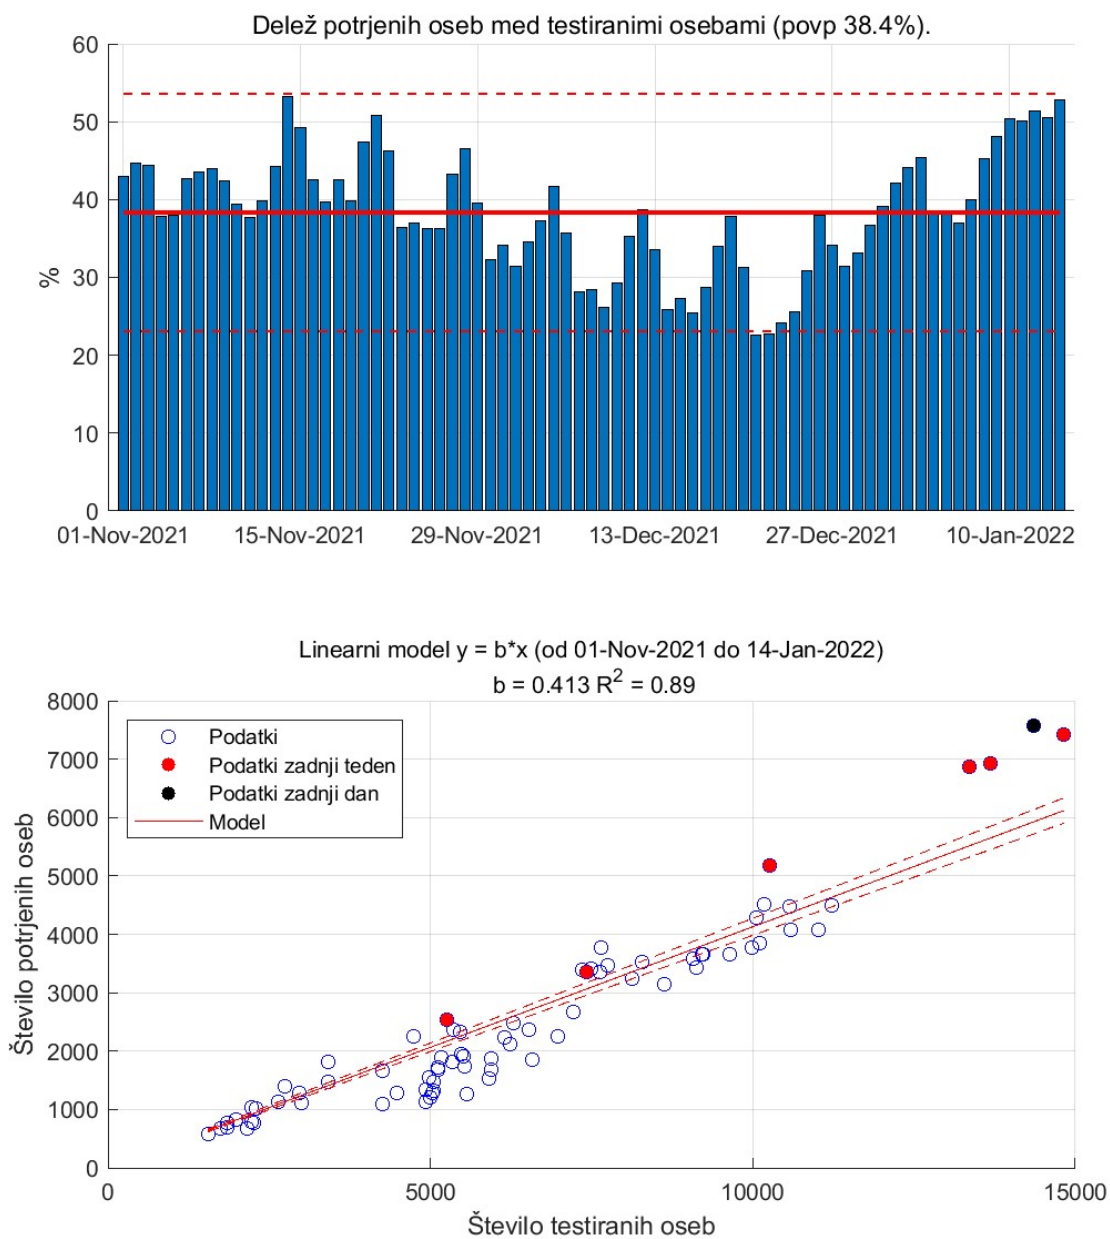 Delež potrjenih oseb med testiranimi osebami (povp 38.4%).
60
50
40
30
20
10
0
%
01-Nov-2021 15-Nov-2021 29-Nov-2021 13-Dec-2021 27-Dec-2021 10-Jan-2022
Linearni model y = b*x (od 01-Nov-2021 do 14-Jan-2022)
b = 0.413 R² = 0.89
8000
7000
6000
5000
4000
3000
2000
1000
0
Število potrjenih oseb
Podatki
Podatki zadnji teden
Podatki zadnji dan
Model
0 5000 10000 15000
Število testiranih oseb